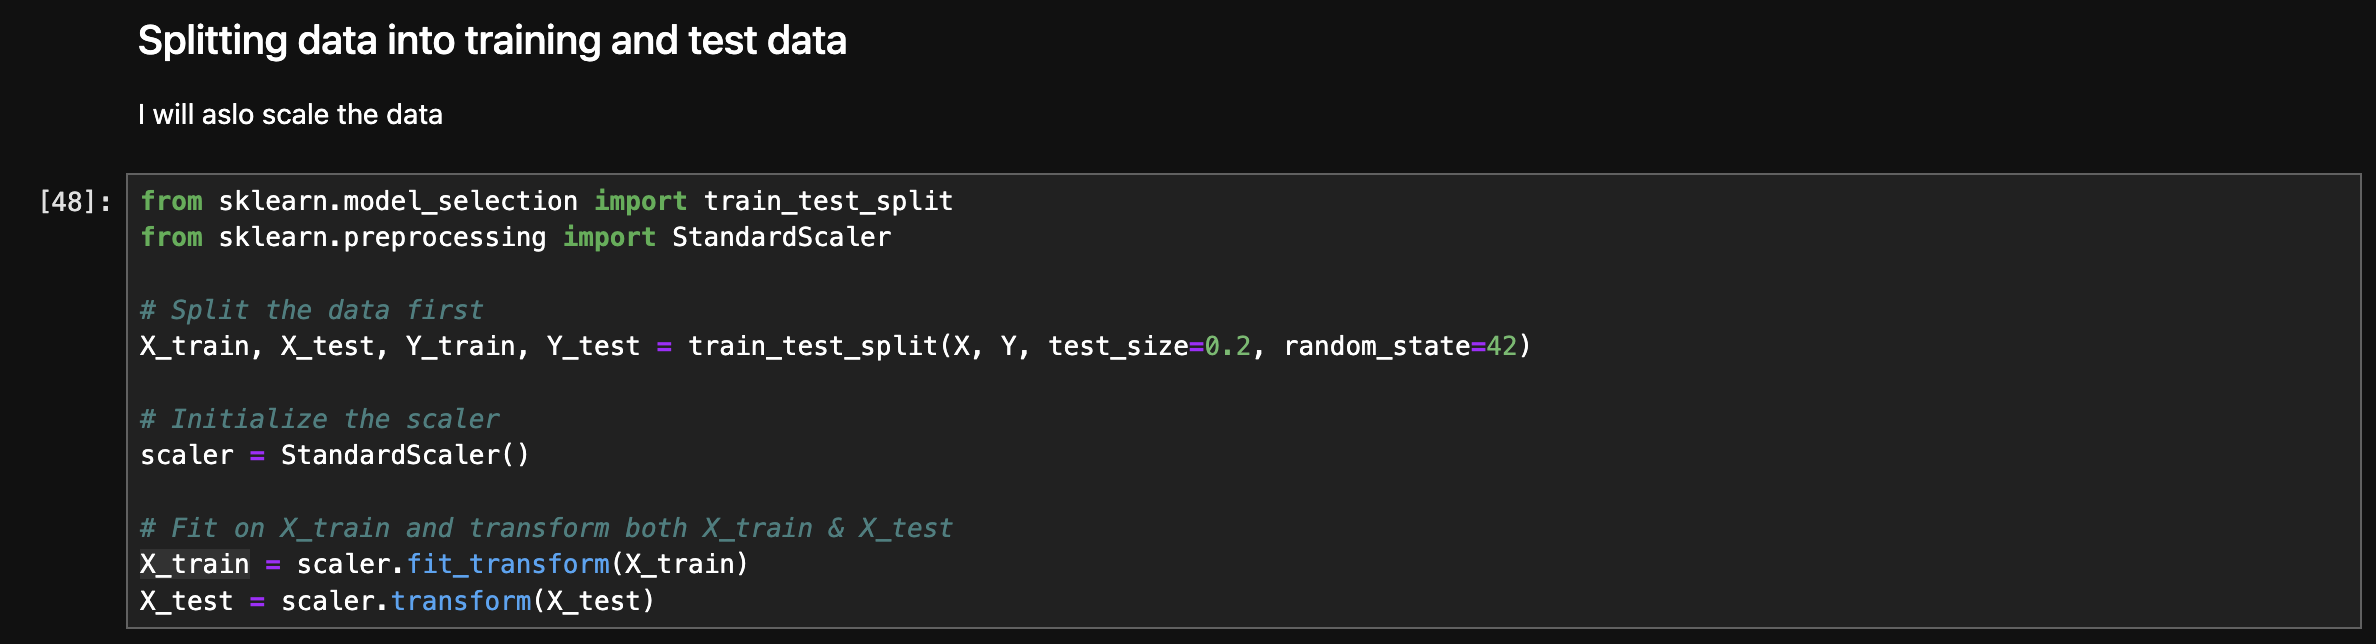 Splitting data into training and test data
I will aslo scale the data
[48]:
from sklearn.model_selection import train_test_split
from sklearn.preprocessing import StandardScaler
# Split the data first
X_train, X_test, Y_train, Y_test = train_test_split(X, Y, test_size=0.2, random_state=42)
# Initialize the scaler
scaler = StandardScaler()
# Fit on X_train and transform both X_train & X_test
X_train = scaler.fit_transform(X_train)
X_test = scaler.transform(X_test)